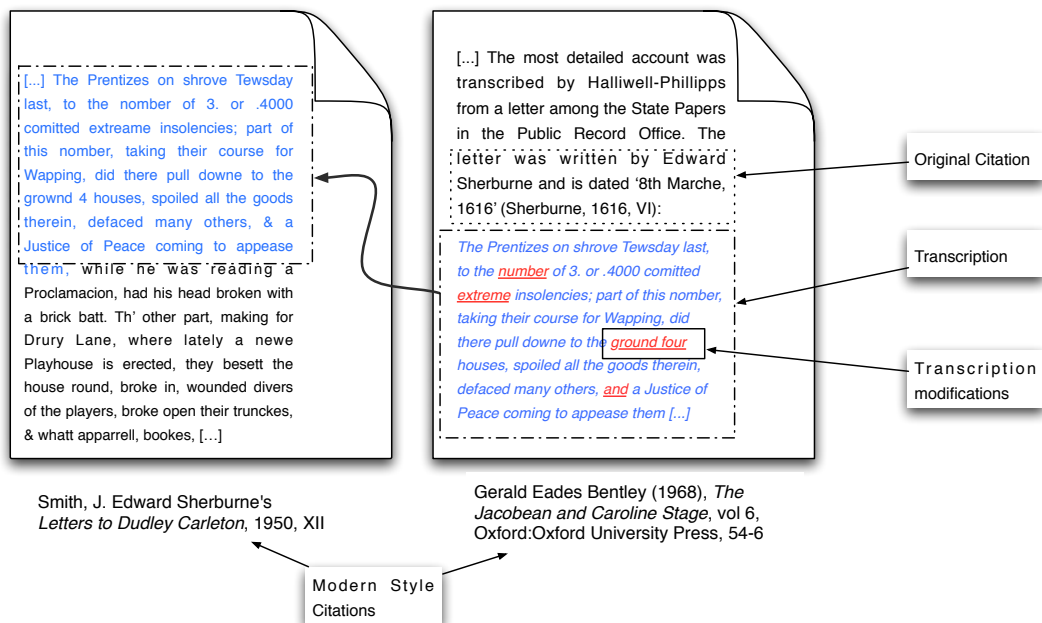 [...] The Prentizes on shrove Tewsday
last, to the nomber of 3. or .4000
comitted extreame insolencies; part of
this nomber, taking their course for
Wapping, did there pull downe to the
grownd 4 houses, spoiled all the goods
therein, defaced many others, & a
Justice of Peace coming to appease
them, while he was reading a
Proclamacion, had his head broken with
a brick batt. Th' other part, making for
Drury Lane, where lately a newe
Playhouse is erected, they besett the
house round, broke in, wounded divers
of the players, broke open their trunckes,
& whatt apparrell, bookes, [...]
Smith, J. Edward Sherburne's
Letters to Dudley Carleton, 1950, XII
[...] The most detailed account was
transcribed by Halliwell-Phillipps
from a letter among the State Papers
in the Public Record Office. The
letter was written by Edward
Sherburne and is dated ‘8th Marche,
1616’ (Sherburne, 1616, VI):
The Prentizes on shrove Tewsday last,
to the number of 3. or .4000 comitted
extreme insolencies; part of this nomber,
taking their course for Wapping, did
there pull downe to the ground four
houses, spoiled all the goods therein,
defaced many others, and a Justice of
Peace coming to appease them [...]
Gerald Eades Bentley (1968), The
Jacobean and Caroline Stage, vol 6,
Oxford:Oxford University Press, 54-6
Original Citation
Transcription
Transcription
modifications
Modern Style
Citations